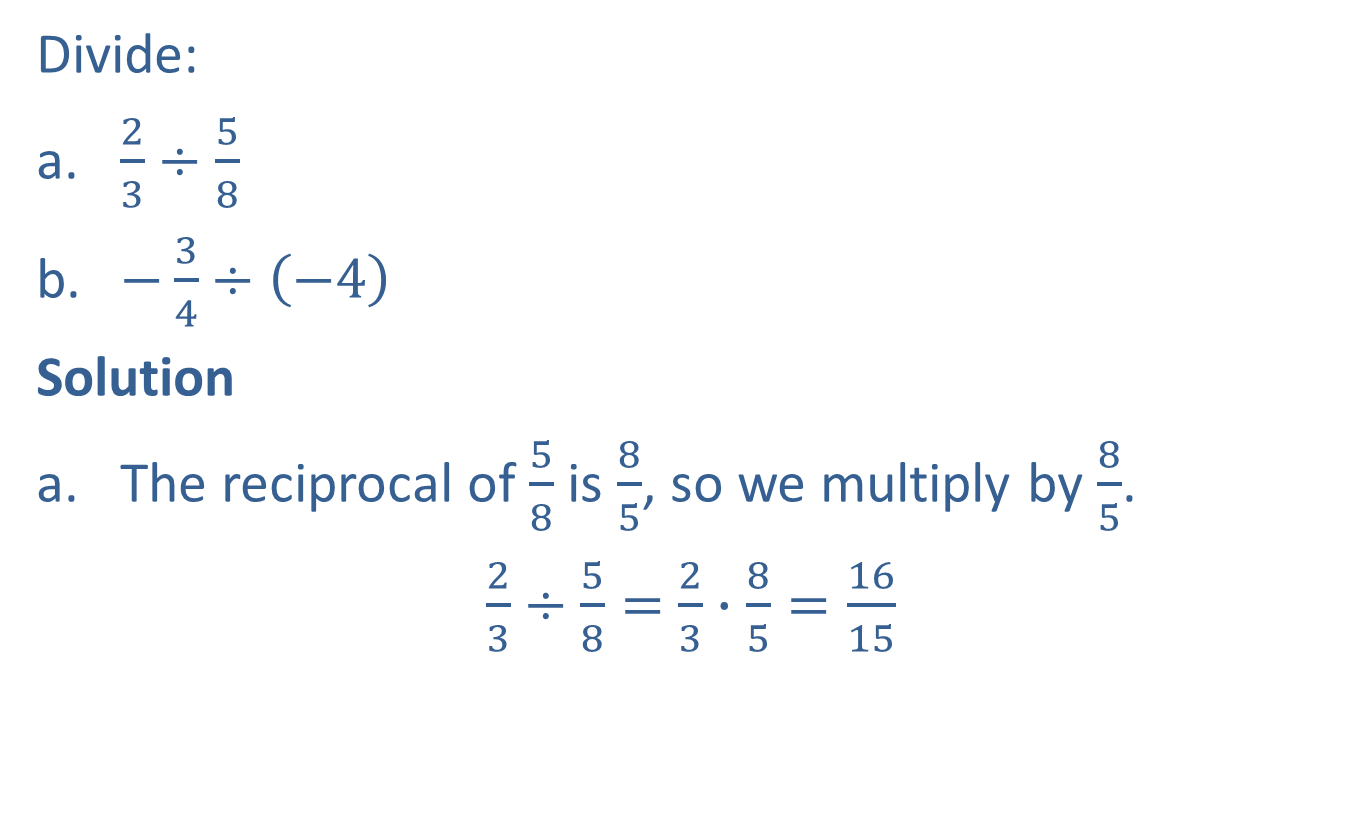 Divide:
a. 2/3 ÷ 5/8
b. −3/4 ÷ (−4)
Solution
a. The reciprocal of 5/8 is 8/5, so we multiply by 8/5.
2/3 ÷ 5/8 = 2/3 · 8/5 = 16/15